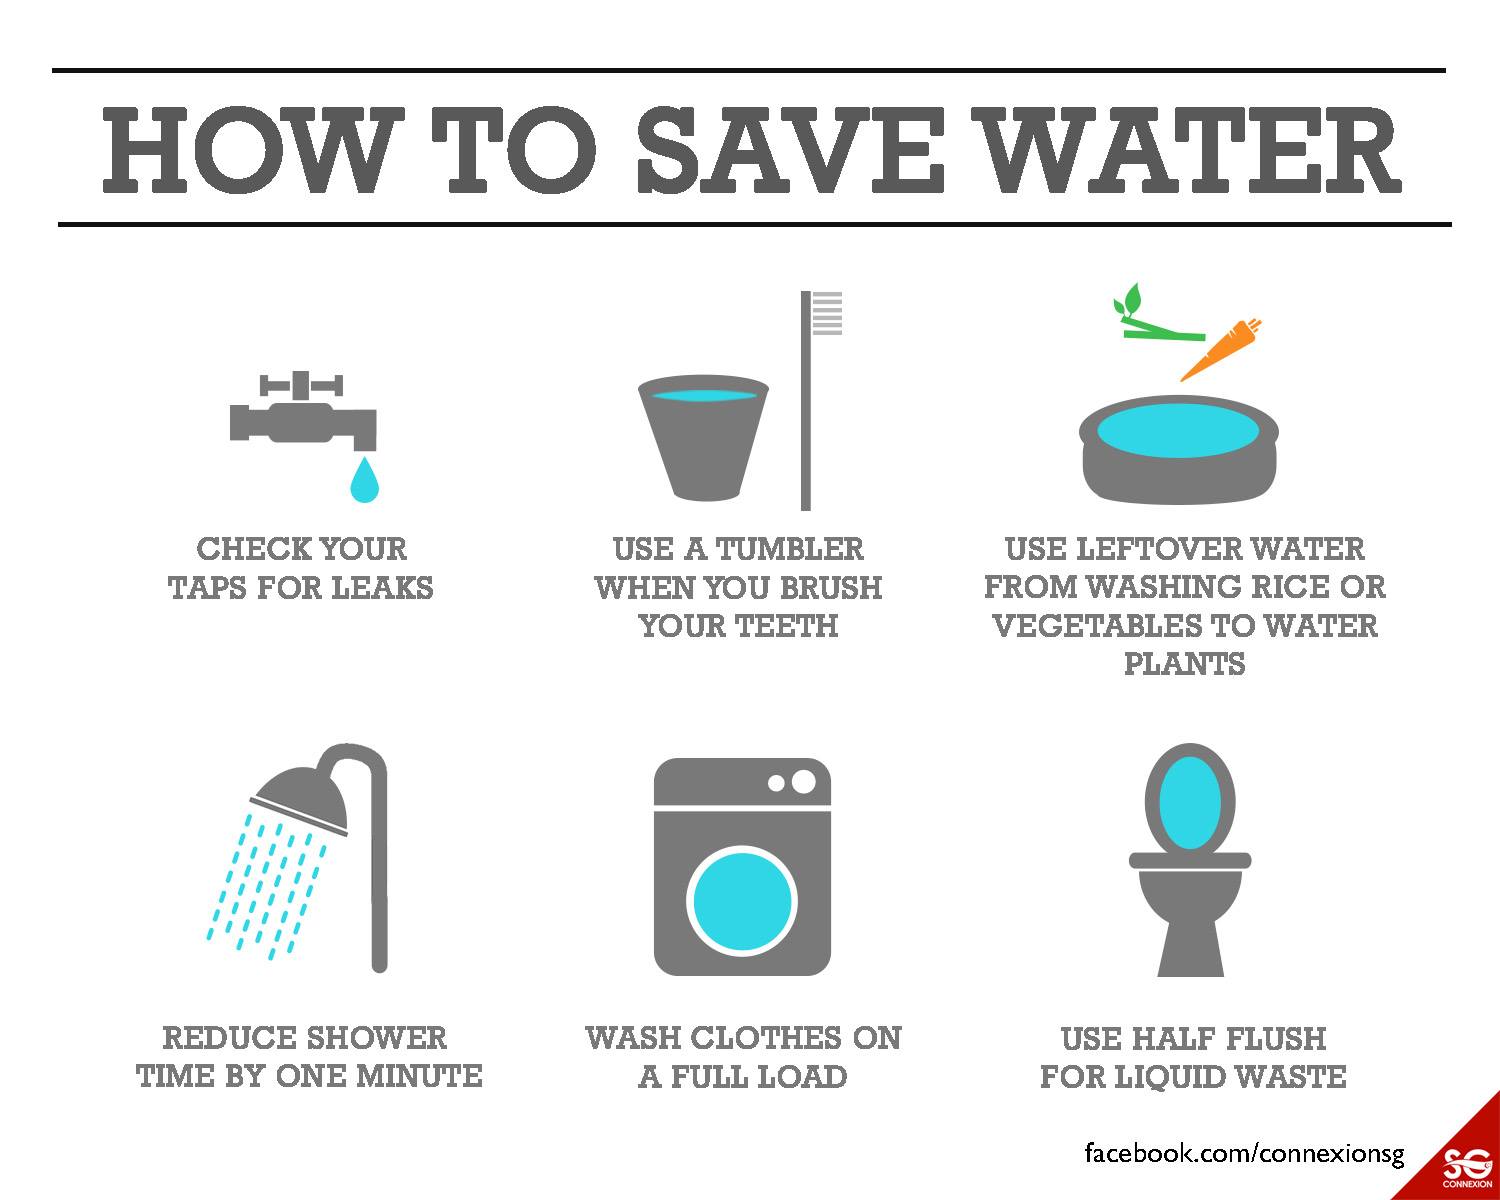 HOW TO SAVE WATER
CHECK YOUR
TAPS FOR LEAKS
USE A TUMBLER
WHEN YOU BRUSH
YOUR TEETH
USE LEFTOVER WATER
FROM WASHING RICE OR
VEGETABLES TO WATER
PLANTS
REDUCE SHOWER
TIME BY ONE MINUTE
WASH CLOTHES ON
A FULL LOAD
USE HALF FLUSH
FOR LIQUID WASTE
facebook.com/connexionsg
SG
CONNEXION